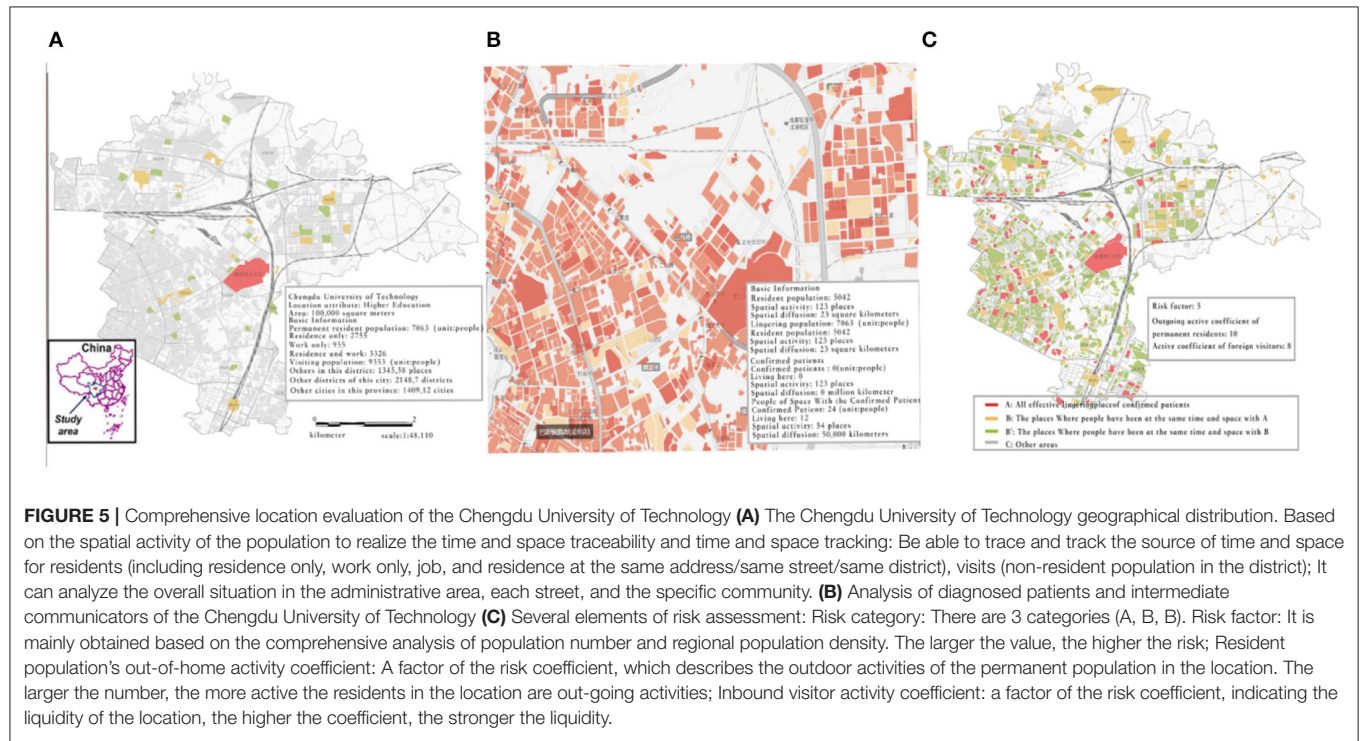 A
B
C
Chengdu University of Technology
Location attribute: Higher Education
Area: 100,000 square meters
Basic Information
Permanent resident population: 7063 (unit:people)
Residence only: 2755
Work only: 955
Residence and work: 3326
Visiting population: 9353 (unit:people)
Others in this district: 1345,58 places
Other districts of this city: 2148,7 districts
Other cities in this province: 1409,12 cities
China
Study
area
0 2
kilometer scale:1:48,110
Basic Information
Resident population: 5042
Spatial activity: 123 places
Spatial diffusion: 23 square kilometers
Lingering population: 7063 (unit:people)
Resident population: 5042
Spatial activity: 123 places
Spatial diffusion: 23 square kilometers
Confirmed patients
Confirmed patients : 0(unit:people)
Living here: 0
Spatial activity: 123 places
Spatial diffusion: 0 million kilometer
People of Space With the Confirmed Patient
Confirmed Patient: 24 (unit:people)
Living here: 12
Spatial activity: 54 places
Spatial diffusion: 50,000 kilometers
Risk factor: 5
Outgoing active coefficient of
permanent residents: 10
Active coefficient of foreign visitors: 8
A: All effective lingeringplaceof confirmed patients
B: The places Where people have been at the same time and space with A
B': The places Where people have been at the same time and space with B
C: Other areas
FIGURE 5 | Comprehensive location evaluation of the Chengdu University of Technology (A) The Chengdu University of Technology geographical distribution. Based
on the spatial activity of the population to realize the time and space traceability and time and space tracking: Be able to trace and track the source of time and space
for residents (including residence only, work only, job, and residence at the same address/same street/same district), visits (non-resident population in the district); It
can analyze the overall situation in the administrative area, each street, and the specific community. (B) Analysis of diagnosed patients and intermediate
communicators of the Chengdu University of Technology (C) Several elements of risk assessment: Risk category: There are 3 categories (A, B, B). Risk factor: It is
mainly obtained based on the comprehensive analysis of population number and regional population density. The larger the value, the higher the risk; Resident
population's out-of-home activity coefficient: A factor of the risk coefficient, which describes the outdoor activities of the permanent population in the location. The
larger the number, the more active the residents in the location are out-going activities; Inbound visitor activity coefficient: a factor of the risk coefficient, indicating the
liquidity of the location, the higher the coefficient, the stronger the liquidity.